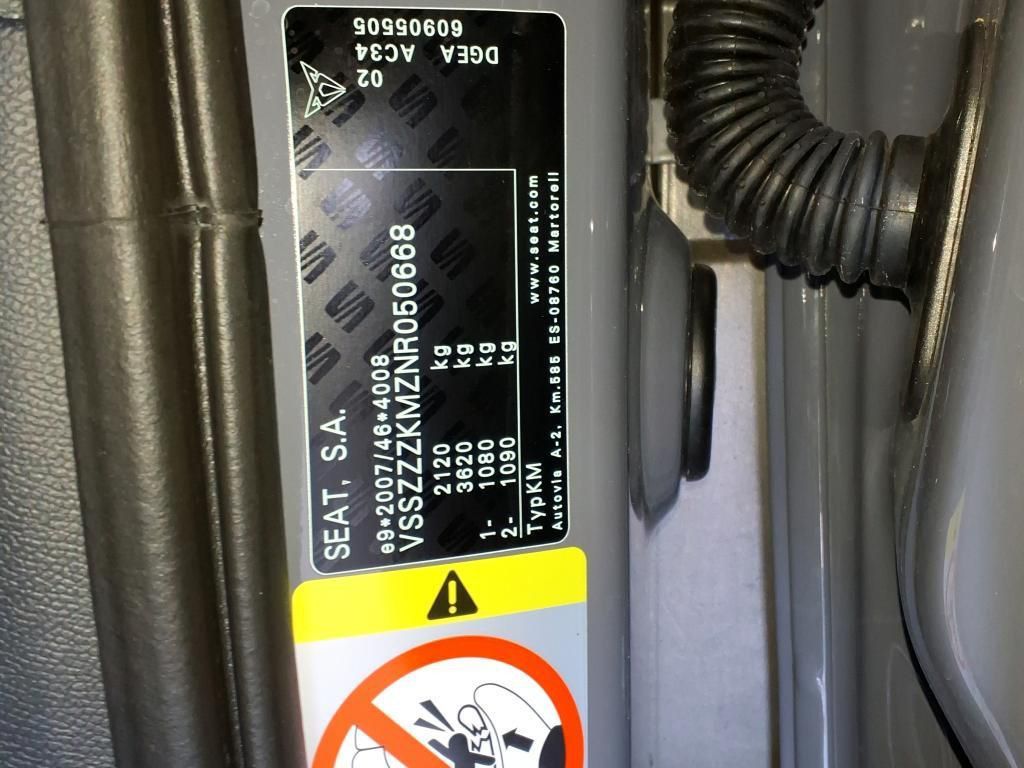 SEAT, S.A.
e9*2007/46*4008
VSSZZZKMZNR050668
2120 kg
3620 kg
1- 1080 kg
2- 1090 kg
TypKM www.seat.com
Autovia A-2, Km.585 ES-08760 Martorell
02
DGEA AC34
60905505